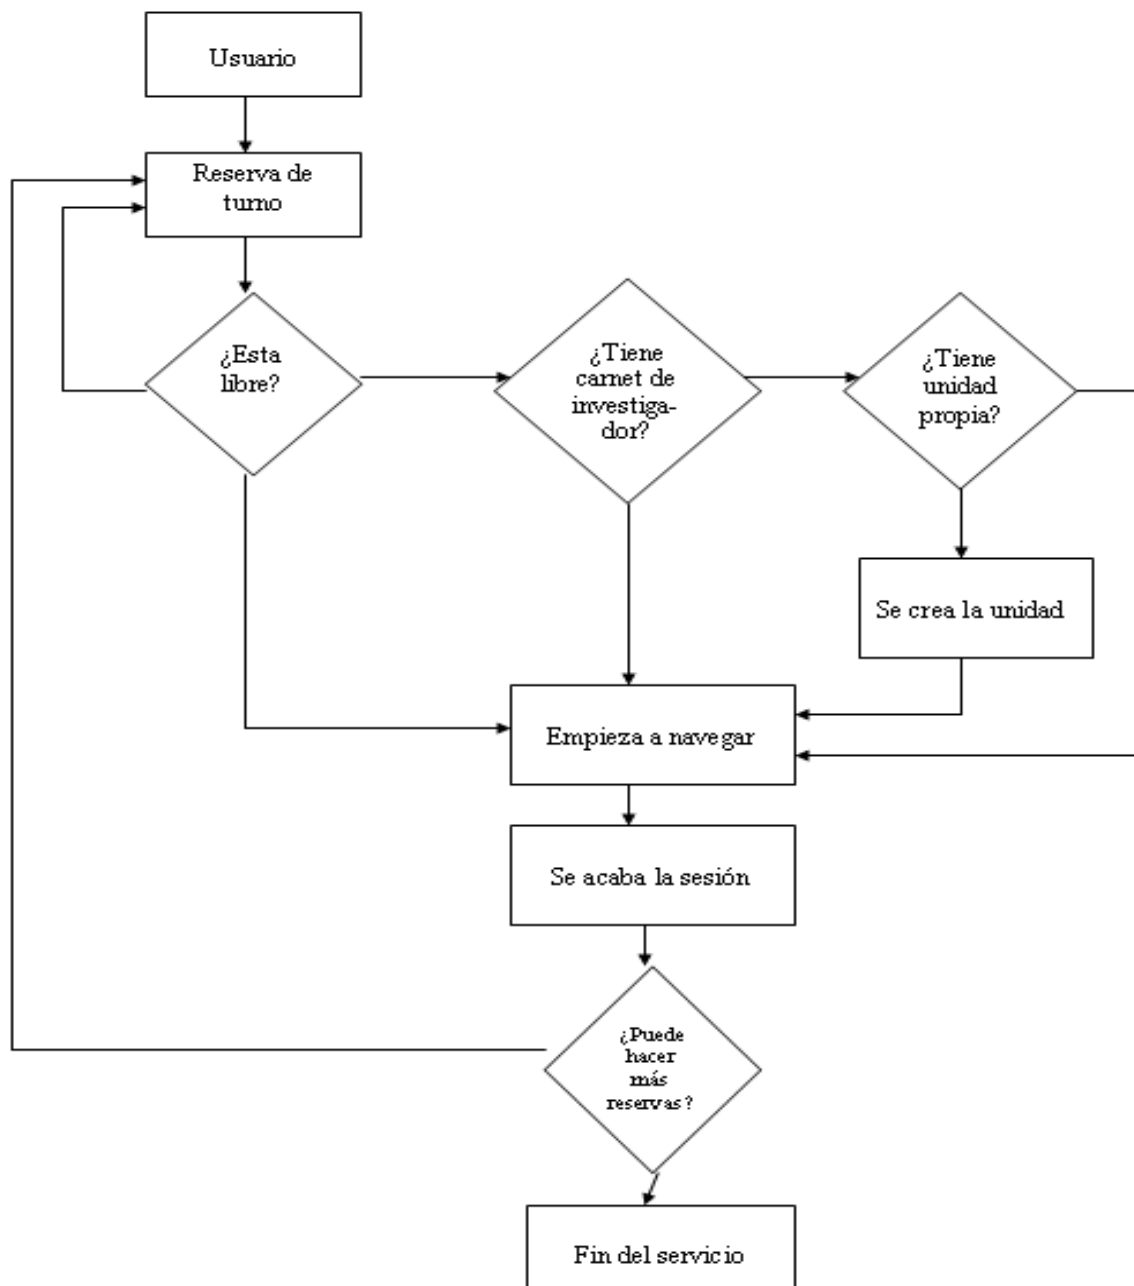 Usuario
Reserva de
turno
¿Esta
libre?
¿Tiene
carnet de
investiga-
dor?
¿Tiene
unidad
propia?
Se crea la unidad
Empieza a navegar
Se acaba la sesión
¿Puede
hacer
más
reservas?
Fin del servicio